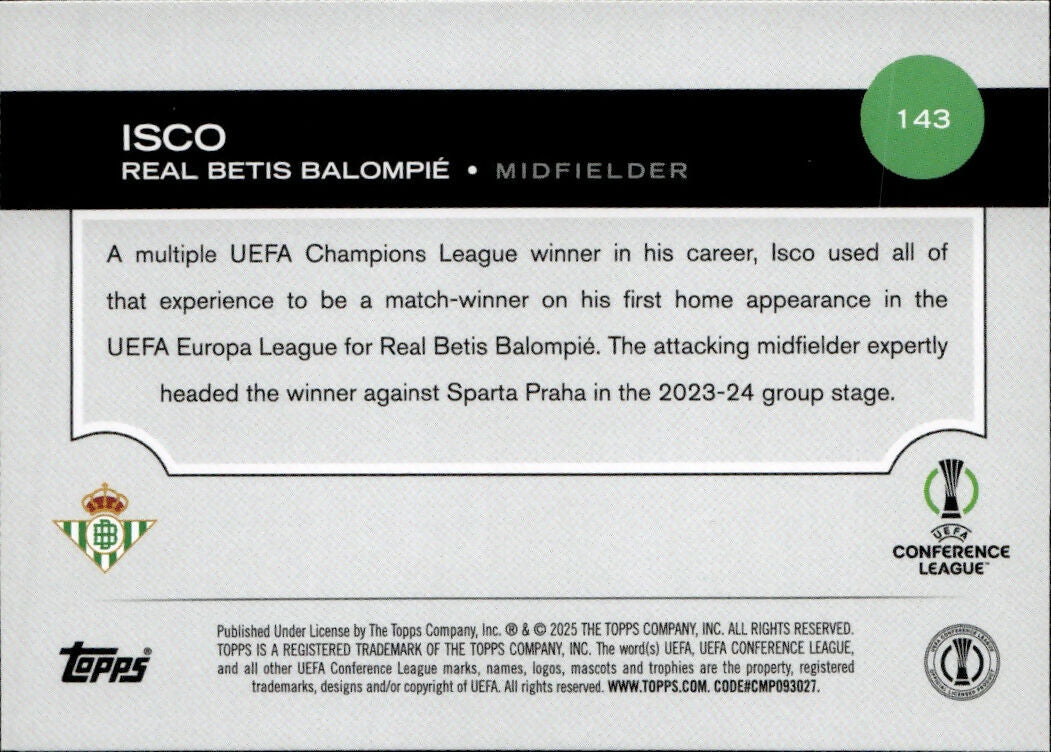 143
ISCO
REAL BETIS BALOMPIÉ • MIDFIELDER
A multiple UEFA Champions League winner in his career, Isco used all of
that experience to be a match-winner on his first home appearance in the
UEFA Europa League for Real Betis Balompié. The attacking midfielder expertly
headed the winner against Sparta Praha in the 2023-24 group stage.
UEFA
CONFERENCE
LEAGUE™
Published Under License by The Topps Company, Inc. ® & © 2025 THE TOPPS COMPANY, INC. ALL RIGHTS RESERVED.
TOPPS IS A REGISTERED TRADEMARK OF THE TOPPS COMPANY, INC. The word(s) UEFA, UEFA CONFERENCE LEAGUE,
and all other UEFA Conference League marks, names, logos, mascots and trophies are the property, registered
trademarks, designs and/or copyright of UEFA. All rights reserved. WWW.TOPPS.COM. CODE#CMP093027.
topps®
UEFA CONFERENCE LEAGUE
OFFICIAL LICENSED PRODUCT